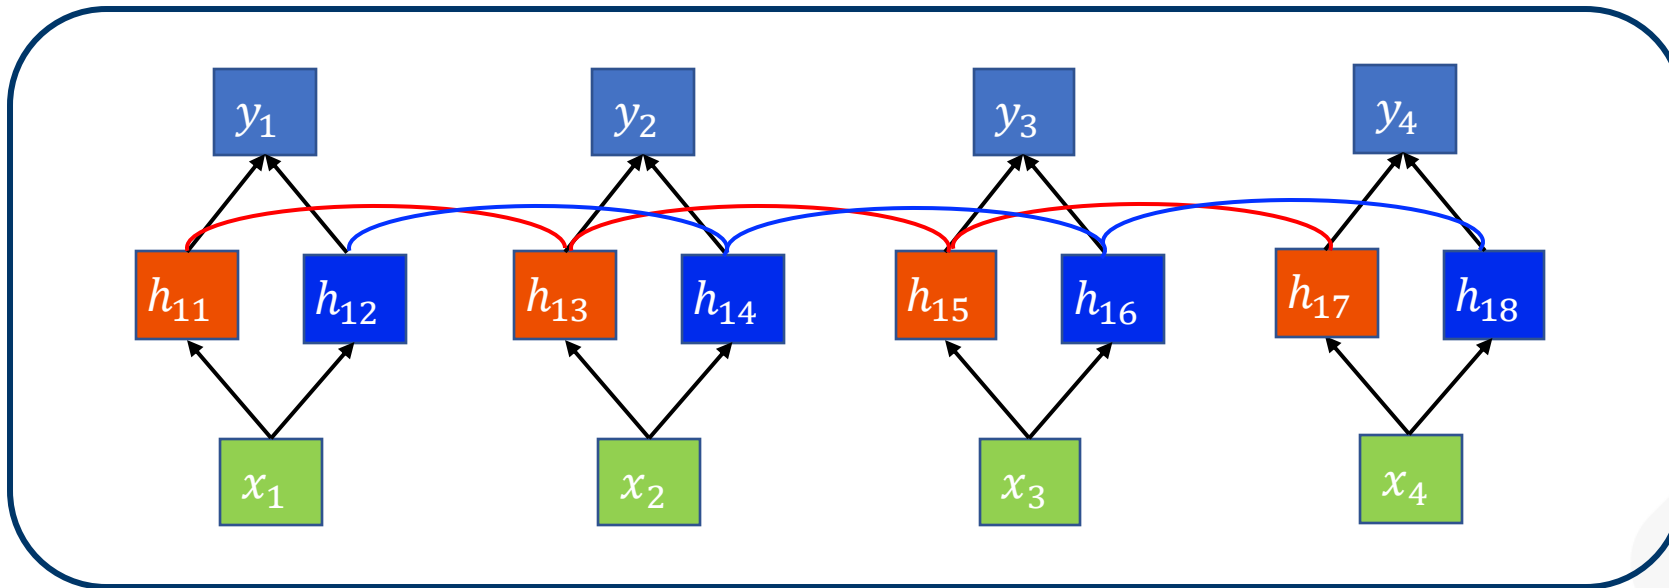 y₁ y₂ y₃ y₄
h₁₁ h₁₂ h₁₃ h₁₄ h₁₅ h₁₆ h₁₇ h₁₈
x₁ x₂ x₃ x₄